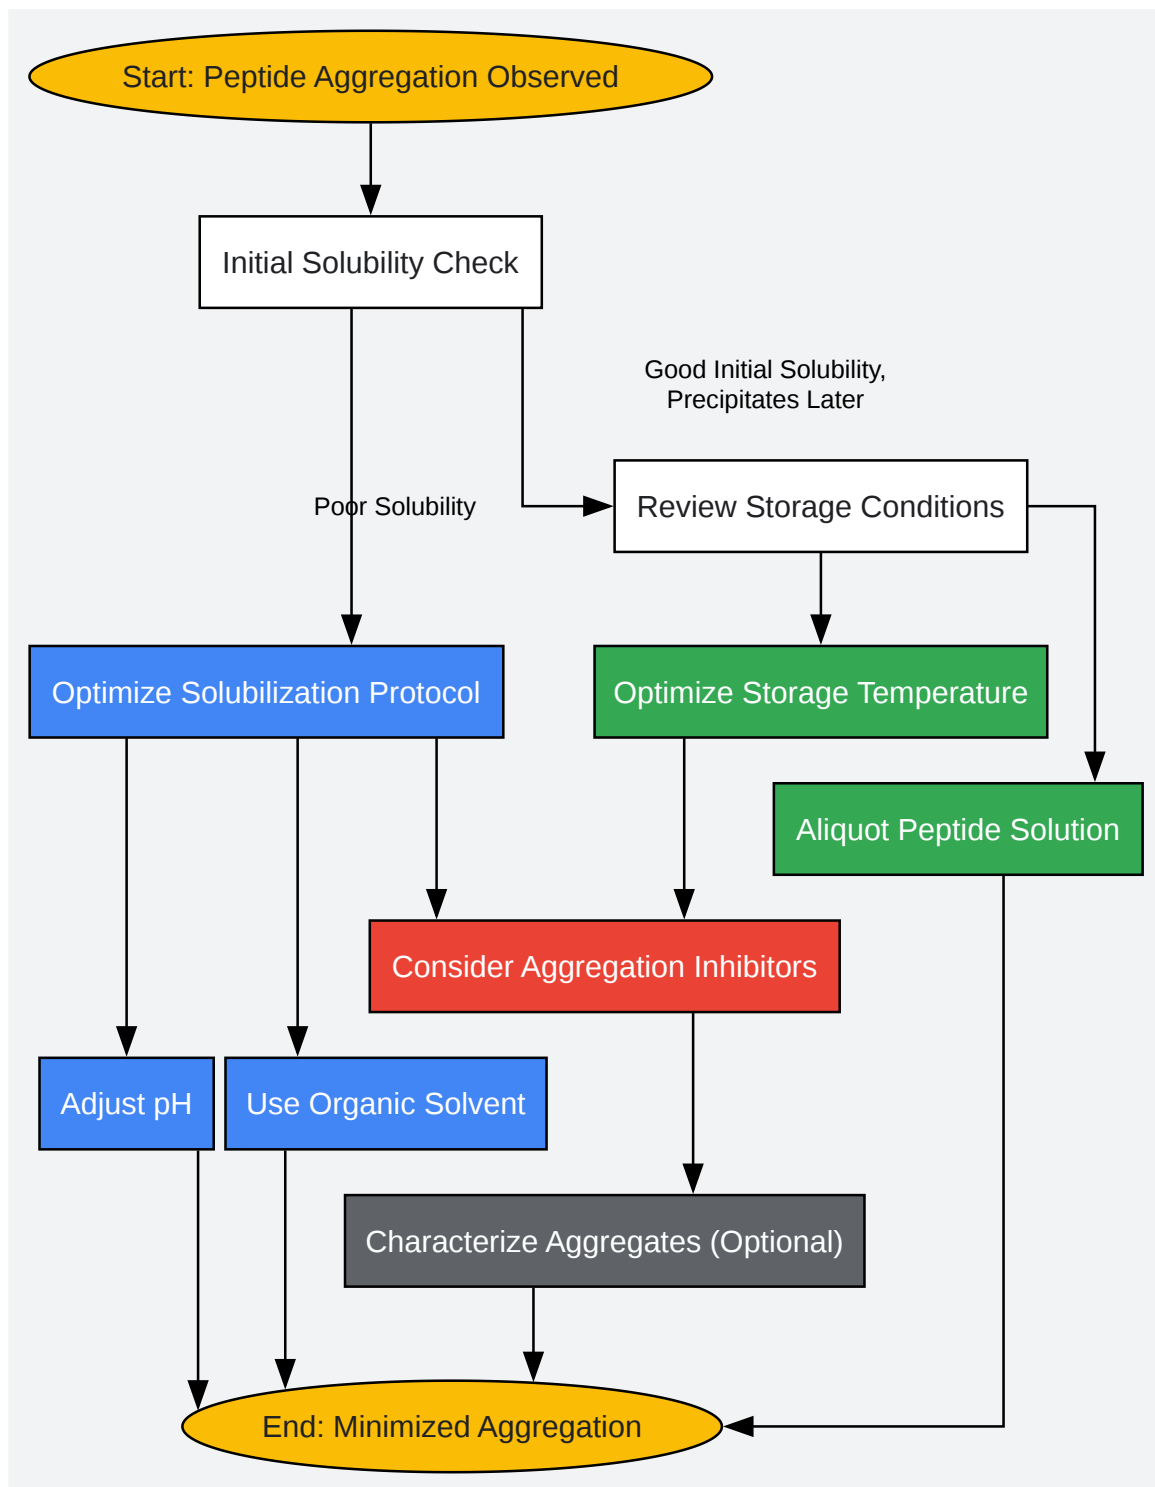 Start: Peptide Aggregation Observed
Initial Solubility Check
Good Initial Solubility,
Precipitates Later
Poor Solubility
Review Storage Conditions
Optimize Solubilization Protocol
Optimize Storage Temperature
Aliquot Peptide Solution
Consider Aggregation Inhibitors
Adjust pH
Use Organic Solvent
Characterize Aggregates (Optional)
End: Minimized Aggregation